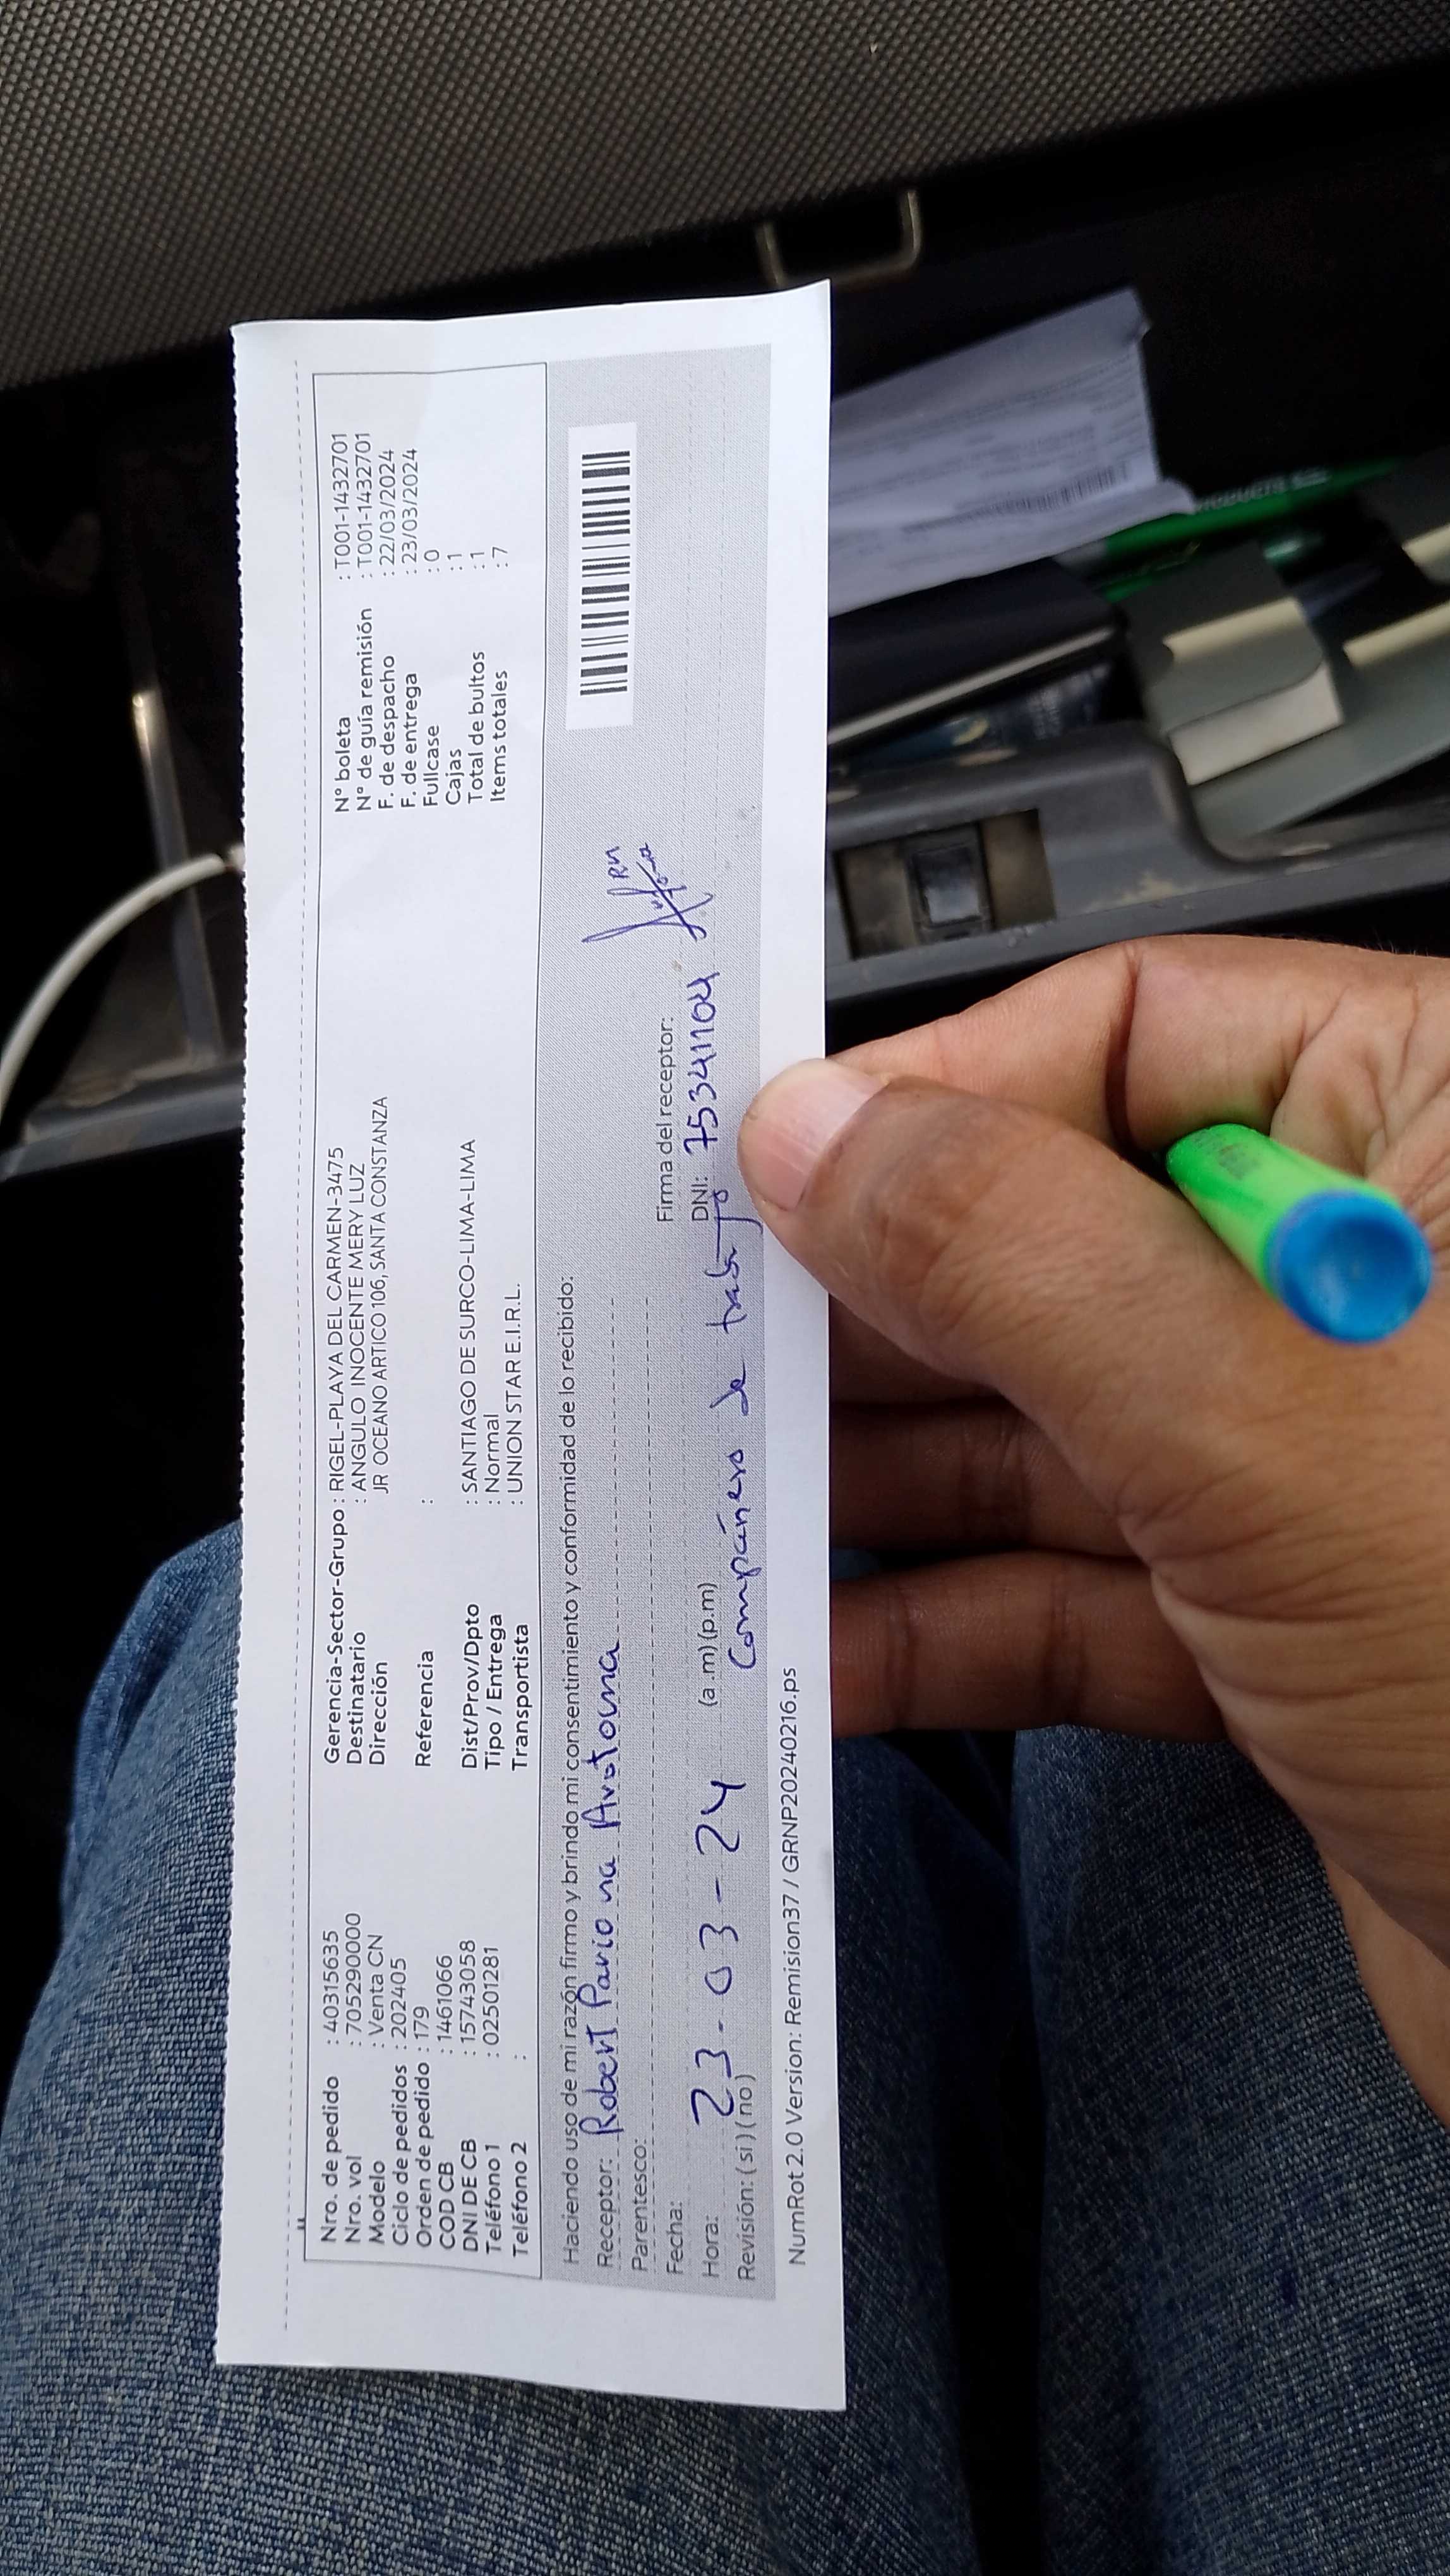 Nro. de pedido : 40315635
Nro. vol : 705290000
Modelo : Venta CN
Ciclo de pedidos : 202405
Orden de pedido : 179
COD CB : 1461066
DNI DE CB : 15743058
Teléfono 1 : 02501281
Teléfono 2 :
Gerencia-Sector-Grupo : RIGEL-PLAYA DEL CARMEN-3475
Destinatario : ANGULO INOCENTE MERY LUZ
Dirección JR OCEANO ARTICO 106, SANTA CONSTANZA
Referencia :
Dist/Prov/Dpto : SANTIAGO DE SURCO-LIMA-LIMA
Tipo / Entrega : Normal
Transportista : UNION STAR E.I.R.L.
N° boleta : T001-1432701
N° de guía remisión : T001-1432701
F. de despacho : 22/03/2024
F. de entrega : 23/03/2024
Fullcase : 0
Cajas : 1
Total de bultos : 1
Items totales : 7
Haciendo uso de mi razón firmo y brindo mi consentimiento y conformidad de lo recibido:
Receptor: Robert
Parentesco:
Fecha: Firma del receptor:
Hora: 23-03-24 (a.m) (p.m) DNI: 75341104
Revisión: ( si ) ( no ) Compañero de trabajo
NumRot 2.0 Version: Remision37 / GRNP20240216.ps
PRODUCTS